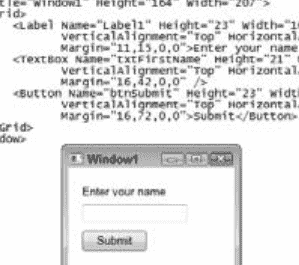 tle="Window1" Height="164" Width="207">
rid>
<Label Name="Label1" Height="23" Width="1
VerticalAlignment="Top" Horizontal
Margin="11,15,0,0">Enter your name
<TextBox Name="txtFirstName" Height="21"
VerticalAlignment="Top" Horizontal
Margin="16,42,0,0" />
<Button Name="btnSubmit" Height="23" Widt
VerticalAlignment="Top" Horizontal
Margin="16,72,0,0">Submit</Button>
Grid>
dow>
Window1
Enter your name
Submit